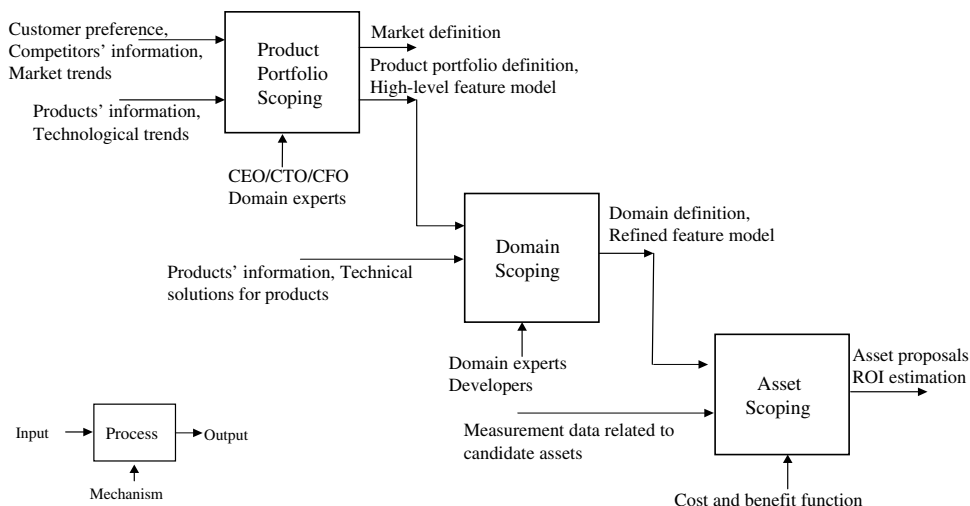 Customer preference,
Competitors’ information,
Market trends
Products’ information,
Technological trends
Product
Portfolio
Scoping
Market definition
Product portfolio definition,
High-level feature model
CEO/CTO/CFO
Domain experts
Products’ information, Technical
solutions for products
Domain
Scoping
Domain definition,
Refined feature model
Domain experts
Developers
Measurement data related to
candidate assets
Asset
Scoping
Asset proposals
ROI estimation
Cost and benefit function
Input
Process
Output
Mechanism